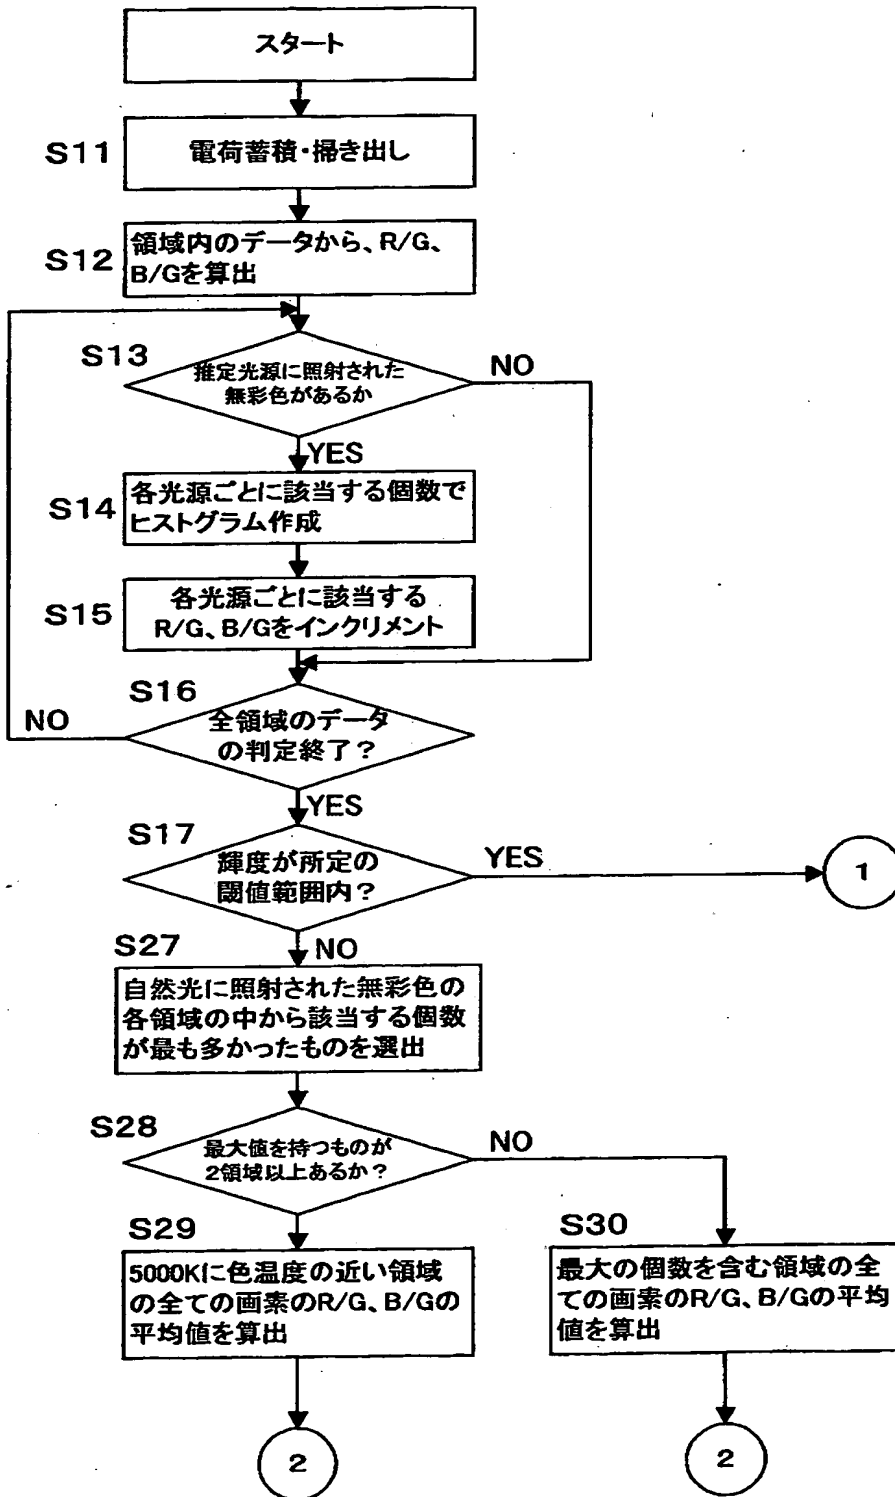 スタート
S11
電荷蓄積・掃き出し
S12
領域内のデータから、R/G、
B/Gを算出
S13
推定光源に照射された
無彩色があるか
NO
YES
S14
各光源ごとに該当する個数で
ヒストグラム作成
S15
各光源ごとに該当する
R/G、B/Gをインクリメント
S16
NO
全領域のデータ
の判定終了？
YES
S17
輝度が所定の
閾値範囲内？
YES
1
NO
S27
自然光に照射された無彩色の
各領域の中から該当する個数
が最も多かったものを選出
S28
最大値を持つものが
2領域以上あるか？
NO
S29
5000Kに色温度の近い領域
の全ての画素のR/G、B/Gの
平均値を算出
S30
最大の個数を含む領域の全
ての画素のR/G、B/Gの平均
値を算出
2
2